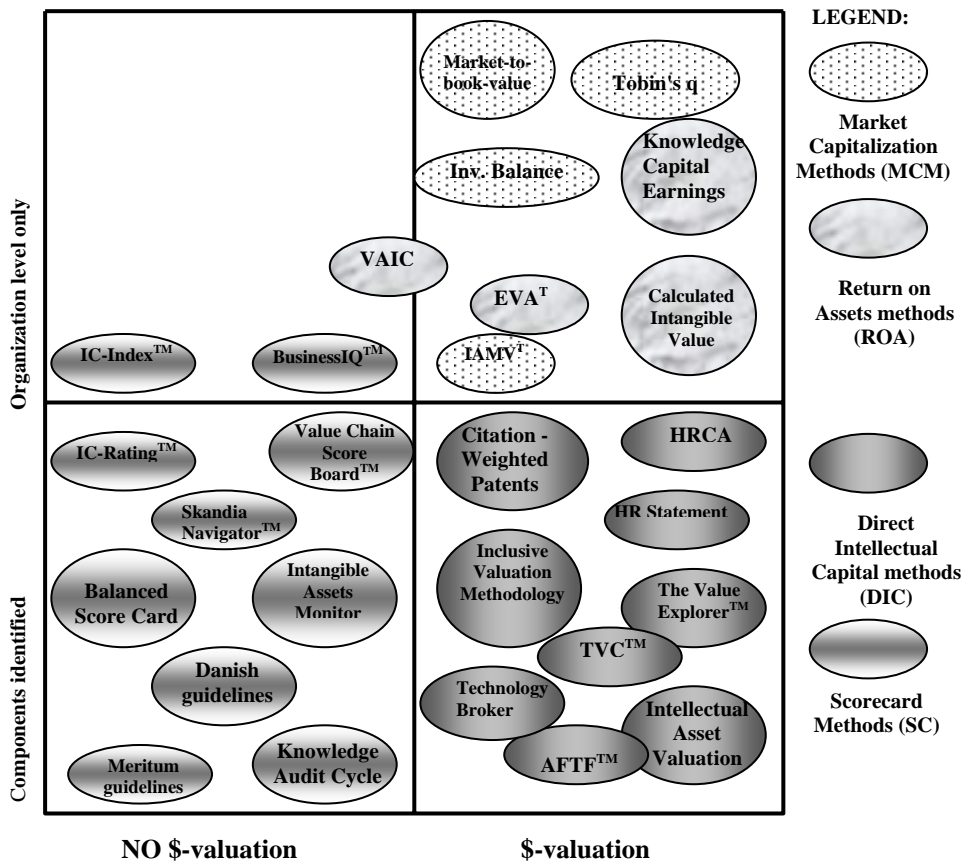 LEGEND:
Market-to-
book-value
Tobin's q
Market
Capitalization
Methods (MCM)
Knowledge
Capital
Earnings
Inv. Balance
Organization level only
VAIC
EVAᵀ
Calculated
Intangible
Value
Return on
Assets methods
(ROA)
IC-Index™
BusinessIQ™
IAMVᵀ
IC-Rating™
Value Chain
Score
Board™
Citation -
Weighted
Patents
HRCA
Skandia
Navigator™
HR Statement
Direct
Intellectual
Capital methods
(DIC)
Components identified
Balanced
Score Card
Intangible
Assets
Monitor
Inclusive
Valuation
Methodology
The Value
Explorer™
TVC™
Danish
guidelines
Technology
Broker
Intellectual
Asset
Valuation
Scorecard
Methods (SC)
Meritum
guidelines
Knowledge
Audit Cycle
AFTF™
NO $-valuation
$-valuation